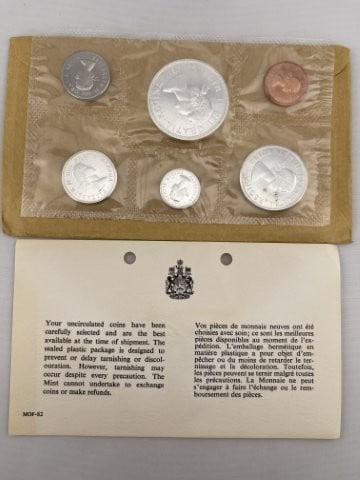 Your uncirculated coins have been
carefully selected and are the best
available at the time of shipment. The
sealed plastic package is designed to
prevent or delay tarnishing or discol-
ouration. However, tarnishing may
occur despite every precaution. The
Mint cannot undertake to exchange
coins or make refunds.
Vos pièces de monnaie neuves ont été
choisies avec soin; ce sont les meilleures
pièces disponibles au moment de l'ex-
pédition. L'emballage hermétique en
matière plastique a pour objet d'em-
pêcher ou du moins de retarder le ter-
nissage et la décoloration. Toutefois,
les pièces peuvent se ternir malgré toutes
les précautions. La Monnaie ne peut
s'engager à faire l'échange ou le rem-
boursement des pièces.
MOF-82